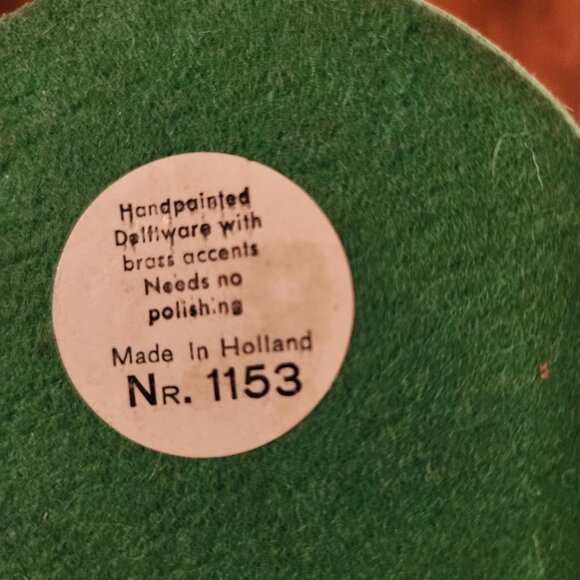 Handpainted
Delftware with
brass accents
Needs no
polishing
Made In Holland
NR. 1153